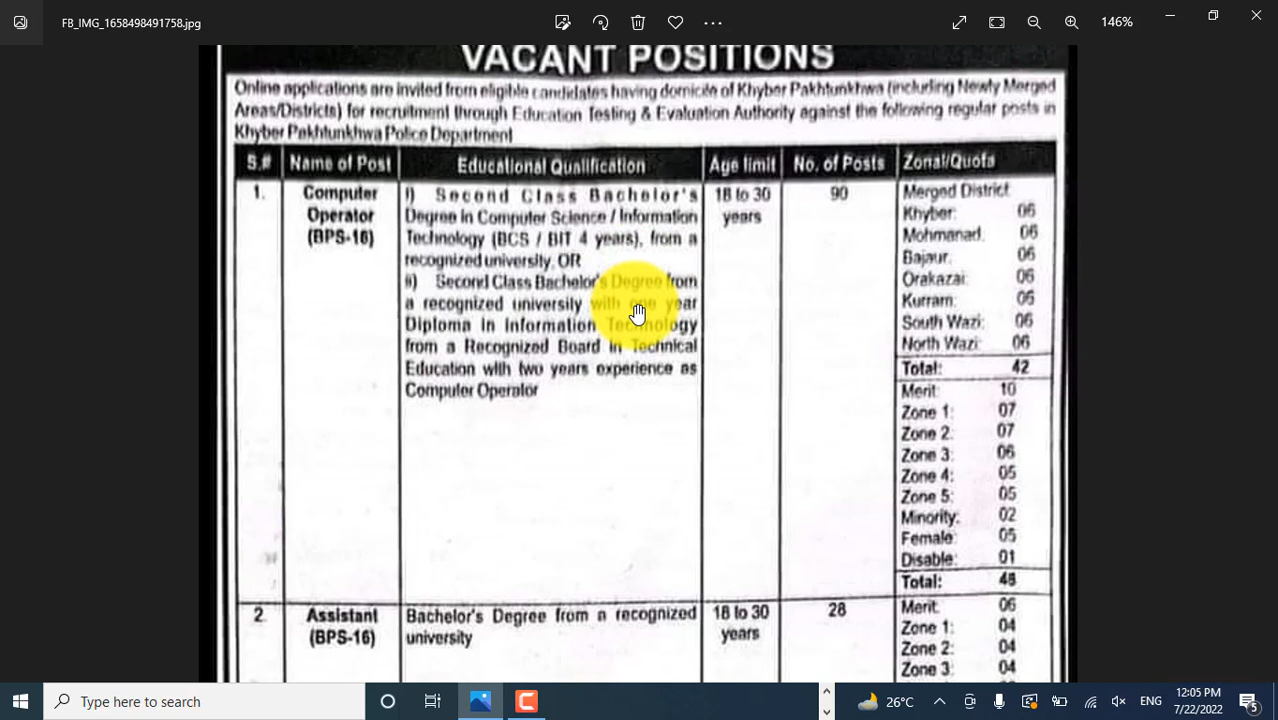 FB_IMG_1658498491758.jpg
146%
VACANT POSITIONS
Online applications are invited from eligible candidates having domicile of Khyber Pakhtunkhwa (including Newly Merged
Areas/Districts) for recruitment through Education Testing & Evaluation Authority against the following regular posts in
Khyber Pakhtunkhwa Police Department
S.# Name of Post Educational Qualification Age limit No. of Posts Zonal/Quota
1. Computer i) Second Class Bachelor's 18 to 30 90 Merged District
Operator Degree in Computer Science / Information years Khyber: 06
(BPS-16) Technology (BCS / BIT 4 years), from a Mohmanad: 06
recognized university. OR Bajaur: 06
ii) Second Class Bachelor's Degree from Orakazai: 06
a recognized university with one year Kurram: 06
Diploma in Information Technology South Wazi: 06
from a Recognized Board in Technical North Wazi: 06
Education with two years experience as Total: 42
Computer Operator Merit: 10
Zone 1: 07
Zone 2: 07
Zone 3: 06
Zone 4: 05
Zone 5: 05
Minority: 02
Female: 05
Disable: 01
Total: 48
2. Assistant Bachelor's Degree from a recognized 18 to 30 28 Merit: 06
(BPS-16) university years Zone 1: 04
Zone 2: 04
Zone 3: 04
Type here to search
26°C
ENG
12:05 PM
7/22/2022
5